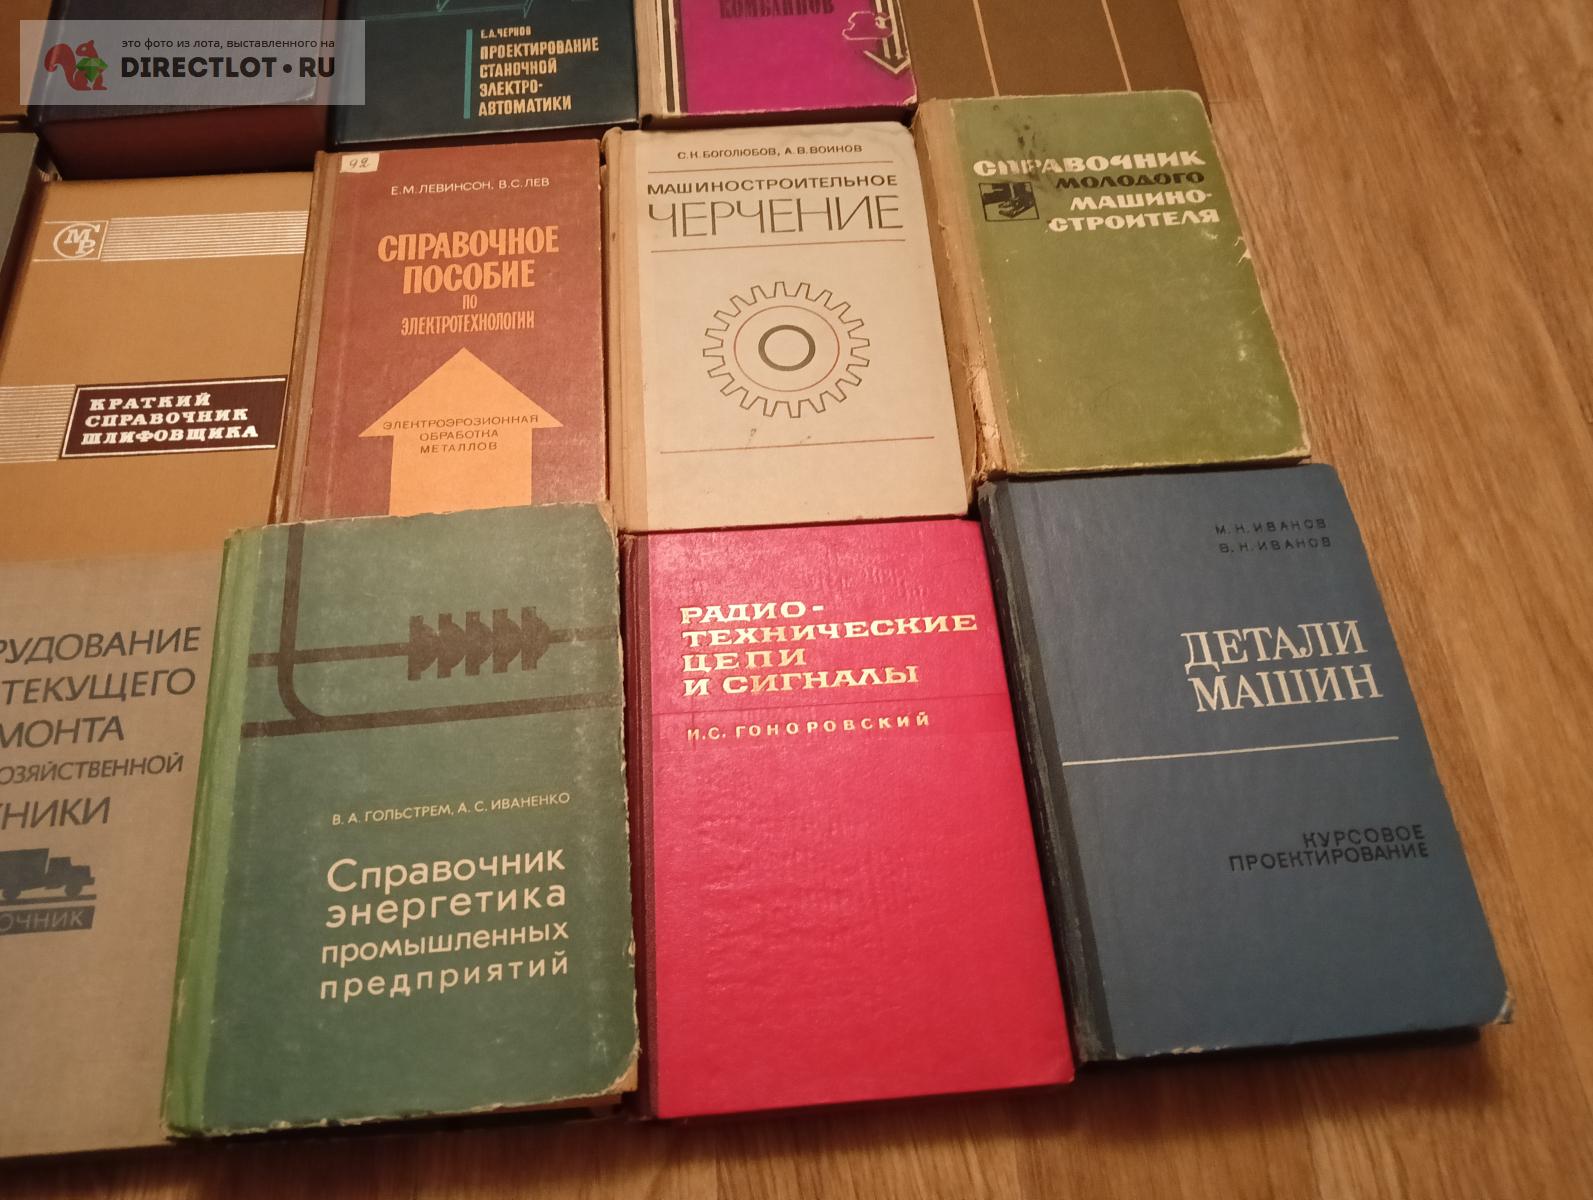 это фото из лота, выставленного на
DIRECTLOT•RU
Е.А.ЧЕРНОВ
ПРОЕКТИРОВАНИЕ
СТАНОЧНОЙ
ЭЛЕКТРО-
АВТОМАТИКИ
КОМБАЙНОВ
КРАТКИЙ
СПРАВОЧНИК
ШЛИФОВЩИКА
92
Е.М.ЛЕВИНСОН, В.С.ЛЕВ
СПРАВОЧНОЕ
ПОСОБИЕ
ПО
ЭЛЕКТРОТЕХНОЛОГИИ
ЭЛЕКТРОЭРОЗИОННАЯ
ОБРАБОТКА
МЕТАЛЛОВ
С.К.БОГОЛЮБОВ, А.В.ВОИНОВ
МАШИНОСТРОИТЕЛЬНОЕ
ЧЕРЧЕНИЕ
СПРАВОЧНИК
МОЛОДОГО
МАШИНО-
СТРОИТЕЛЯ
РУДОВАНИЕ
ТЕКУЩЕГО
МОНТА
ОЗЯЙСТВЕННОЙ
НИКИ
ОЧНИК
В. А. ГОЛЬСТРЕМ, А. С. ИВАНЕНКО
Справочник
энергетика
промышленных
предприятий
РАДИО-
ТЕХНИЧЕСКИЕ
ЦЕПИ
И СИГНАЛЫ
И.С. ГОНОРОВСКИЙ
М.Н.ИВАНОВ
В.Н.ИВАНОВ
ДЕТАЛИ
МАШИН
КУРСОВОЕ
ПРОЕКТИРОВАНИЕ